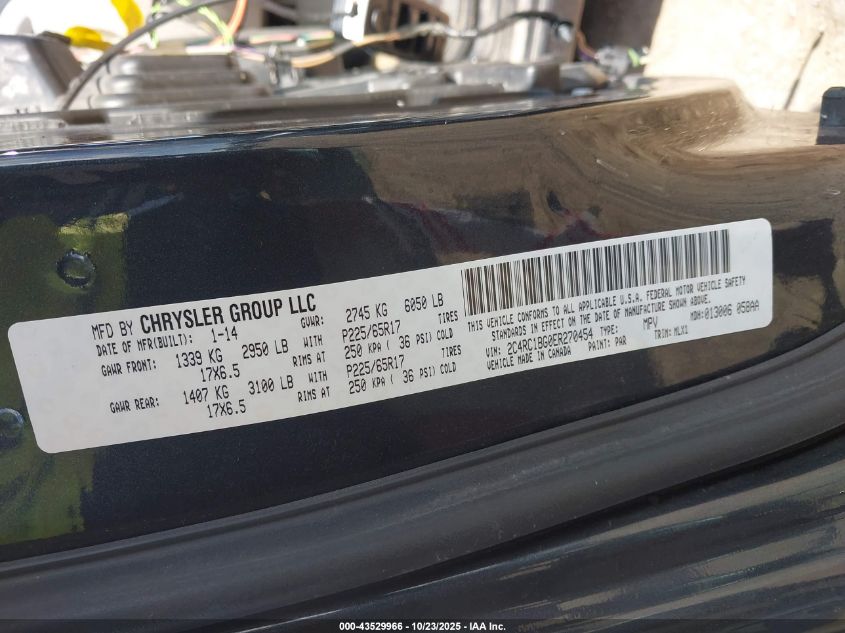 MFD BY CHRYSLER GROUP LLC
DATE OF MFR(BUILT): 1-14 GVWR: 2745 KG 6050 LB
GAWR FRONT: 1339 KG 2950 LB WITH P225/65R17 TIRES
17X6.5 RIMS AT 250 KPA ( 36 PSI) COLD
GAWR REAR: 1407 KG 3100 LB WITH P225/65R17 TIRES
17X6.5 RIMS AT 250 KPA ( 36 PSI) COLD
THIS VEHICLE CONFORMS TO ALL APPLICABLE U.S.A. FEDERAL MOTOR VEHICLE SAFETY
STANDARDS IN EFFECT ON THE DATE OF MANUFACTURE SHOWN ABOVE. MDH:013006 058AA
VIN: 2C4RC1BG0ER270454 TYPE: MPV
VEHICLE MADE IN CANADA PAINT: PAR TRIM: MLX1
000-43529966 - 10/23/2025 - IAA Inc.